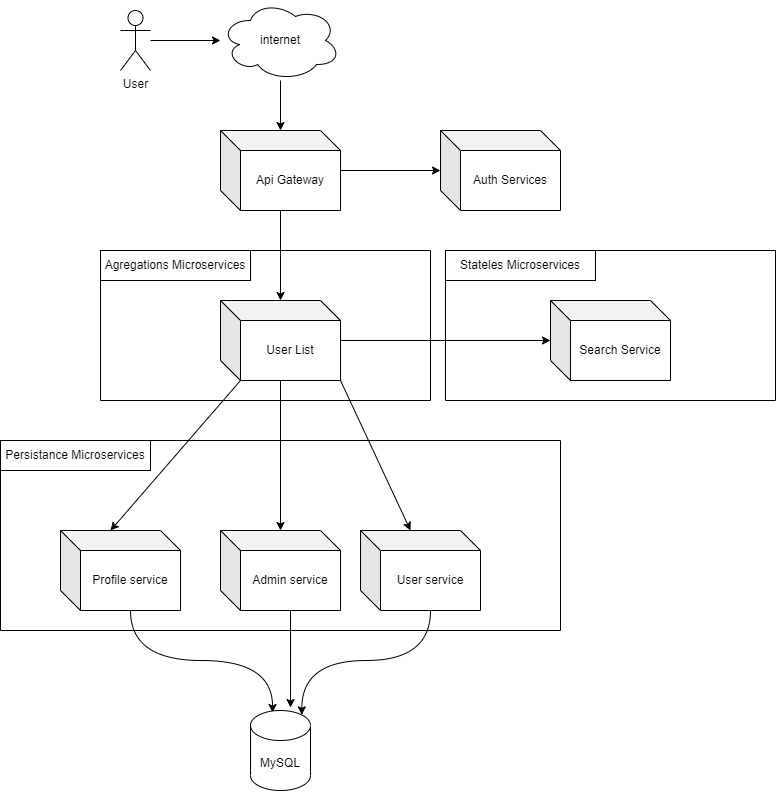 internet
User
Api Gateway
Auth Services
Agregations Microservices
Stateles Microservices
User List
Search Service
Persistance Microservices
Profile service
Admin service
User service
MySQL